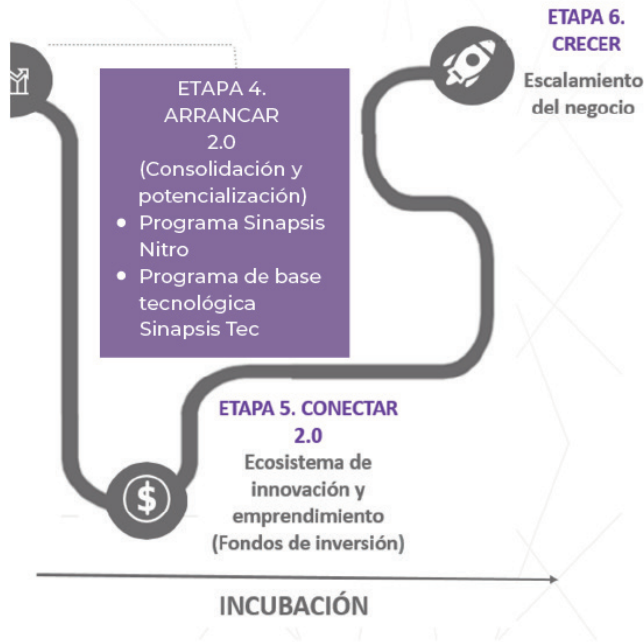 ETAPA 4.
ARRANCAR
2.0
(Consolidación y
potencialización)
• Programa Sinapsis
Nitro
• Programa de base
tecnológica
Sinapsis Tec
ETAPA 5. CONECTAR
2.0
Ecosistema de
innovación y
emprendimiento
(Fondos de inversión)
$
ETAPA 6.
CRECER
Escalamiento
del negocio
INCUBACIÓN